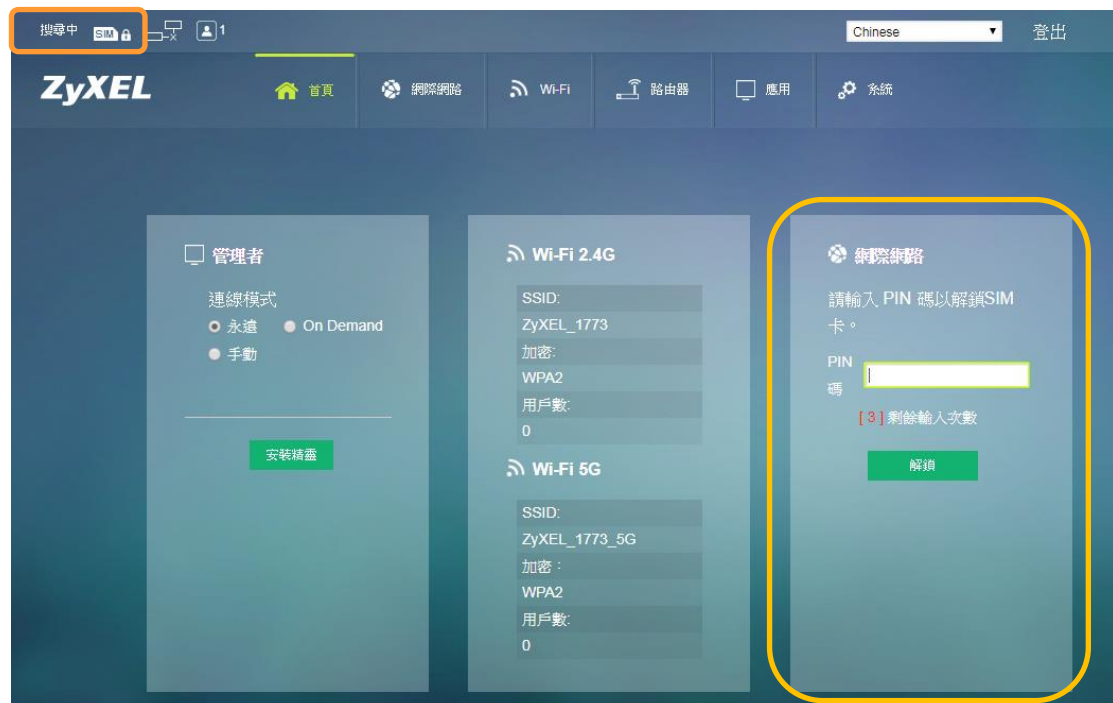 搜尋中 SIM 1 Chinese 登出
ZyXEL 首頁 網際網路 Wi-Fi 路由器 應用 系統
管理者
連線模式
永遠 On Demand
手動
安裝精靈
Wi-Fi 2.4G
SSID:
ZyXEL_1773
加密:
WPA2
用戶數:
0
Wi-Fi 5G
SSID:
ZyXEL_1773_5G
加密：
WPA2
用戶數:
0
網際網路
請輸入 PIN 碼以解鎖SIM
卡。
PIN
碼
[ 3 ] 剩餘輸入次數
解鎖